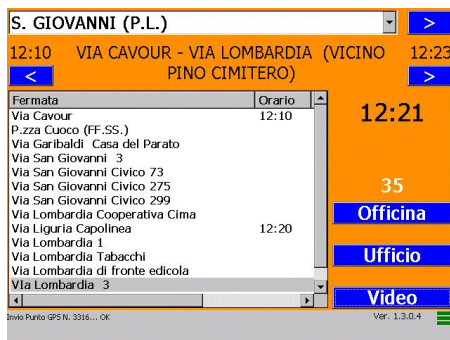 S. GIOVANNI (P.L.)
>
12:10 VIA CAVOUR - VIA LOMBARDIA (VICINO 12:23
< PINO CIMITERO) >
Fermata Orario
Via Cavour 12:10
P.zza Cuoco (FF.SS.)
Via Garibaldi Casa del Parato
Via San Giovanni 3
Via San Giovanni Civico 73
Via San Giovanni Civico 275
Via San Giovanni Civico 299
Via Lombardia Cooperativa Cima
Via Liguria Capolinea 12:20
Via Lombardia 1
Via Lombardia Tabacchi
Via Lombardia di fronte edicola
VIa Lombardia 3
12:21
35
Officina
Ufficio
Video
Invio Punto GPS N. 3316... OK
Ver. 1.3.0.4